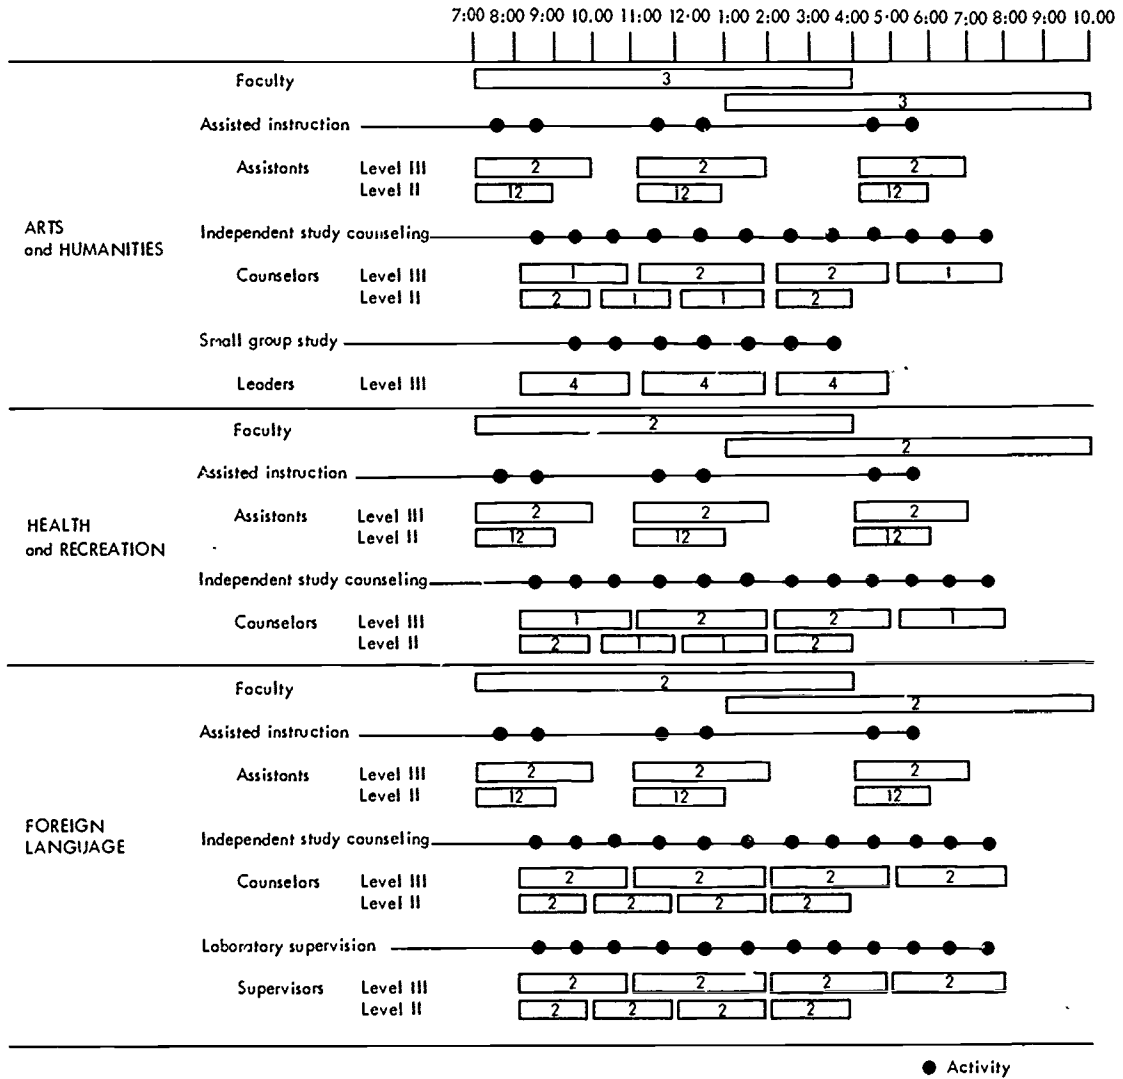 7:00 8:00 9:00 10.00 11:00 12:00 1:00 2:00 3:00 4:00 5:00 6:00 7:00 8:00 9:00 10.00
Faculty 3
3
Assisted instruction
Assistants Level III 2 2 2
Level II 12 12 12
ARTS
and HUMANITIES
Independent study counseling
Counselors Level III 1 2 2 1
Level II 2 1 1 2
Small group study
Leaders Level III 4 4 4
Faculty 2
2
Assisted instruction
HEALTH
and RECREATION
Assistants Level III 2 2 2
Level II 12 12 12
Independent study counseling
Counselors Level III 1 2 2 1
Level II 2 1 1 2
Faculty 2
2
Assisted instruction
Assistants Level III 2 2 2
Level II 12 12 12
FOREIGN
LANGUAGE
Independent study counseling
Counselors Level III 2 2 2 2
Level II 2 2 2 2
Laboratory supervision
Supervisors Level III 2 2 2 2
Level II 2 2 2 2
Activity